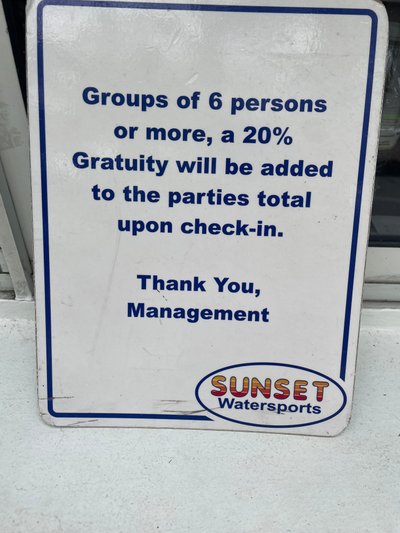 Groups of 6 persons
or more, a 20%
Gratuity will be added
to the parties total
upon check-in.
Thank You,
Management
SUNSET
Watersports